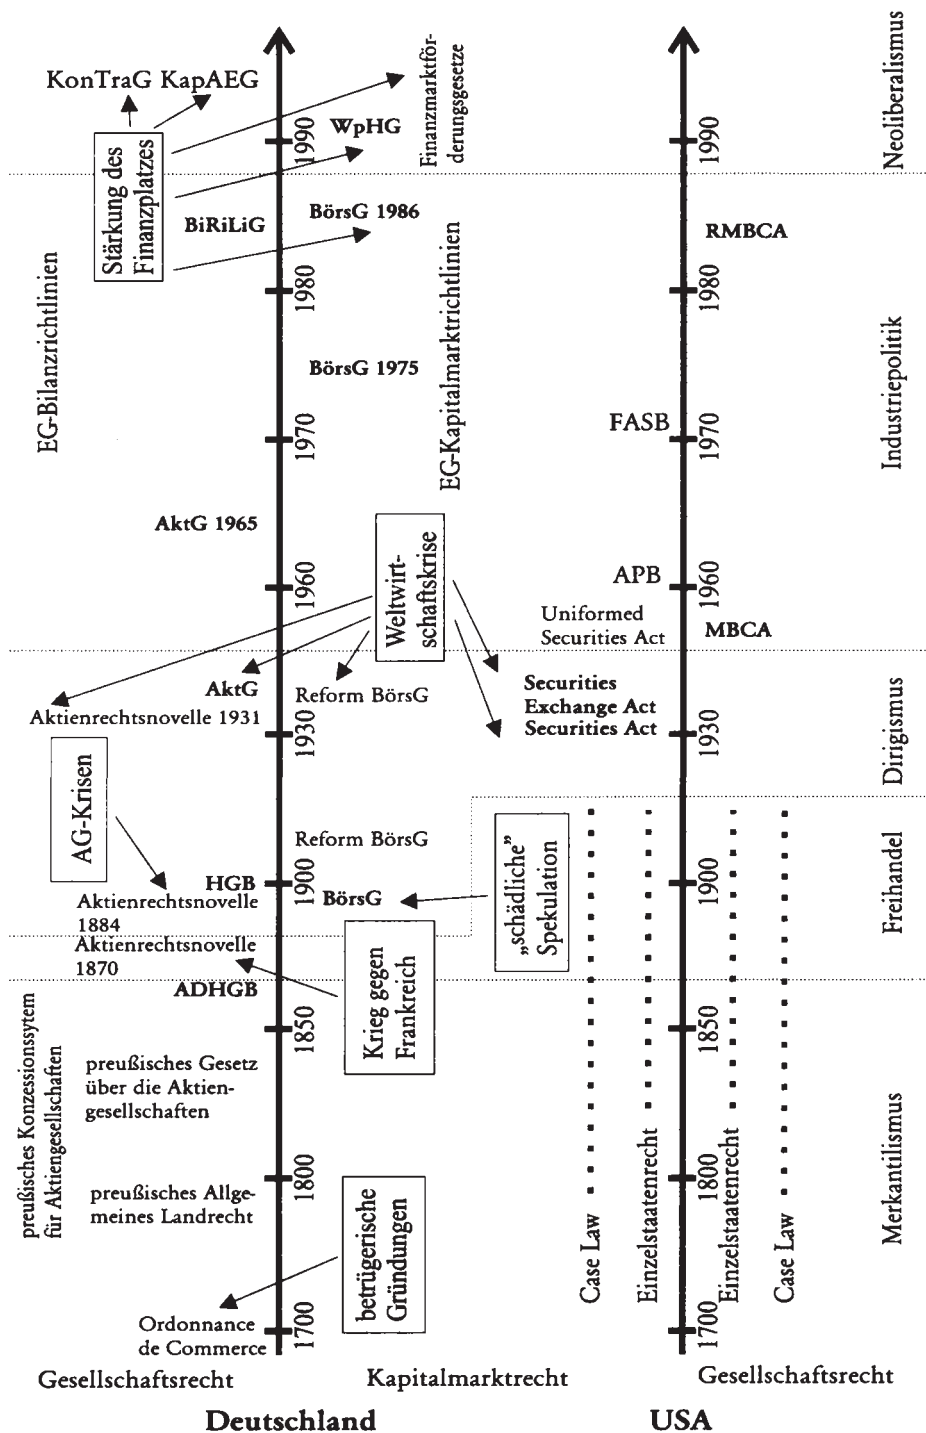 KonTraG KapAEG
Finanzmarktför-
derungsgesetze
Neoliberalismus
WpHG
1990
1990
Stärkung des
Finanzplatzes
BiRiLiG
BörsG 1986
RMBCA
EG-Bilanzrichtlinien
1980
1980
EG-Kapitalmarktrichtlinien
Industriepolitik
BörsG 1975
FASB
1970
1970
AktG 1965
Weltwirt-
schaftskrise
1960
APB
1960
Uniformed
Securities Act
MBCA
AktG
Reform BörsG
Securities
Exchange Act
Securities Act
Aktienrechtsnovelle 1931
1930
1930
Dirigismus
AG-Krisen
Reform BörsG
„schädliche”
Spekulation
Freihandel
HGB
1900
BörsG
1900
Aktienrechtsnovelle
1884
Aktienrechtsnovelle
1870
Krieg gegen
Frankreich
ADHGB
1850
1850
preußisches Konzessionssytem
für Aktiengesellschaften
preußisches Gesetz
über die Aktien-
gesellschaften
Merkantilismus
1800
1800
preußisches Allge-
meines Landrecht
betrügerische
Gründungen
Case Law
Einzelstaatenrecht
Einzelstaatenrecht
Case Law
Ordonnance
de Commerce
1700
1700
Gesellschaftsrecht
Kapitalmarktrecht
Gesellschaftsrecht
Deutschland
USA